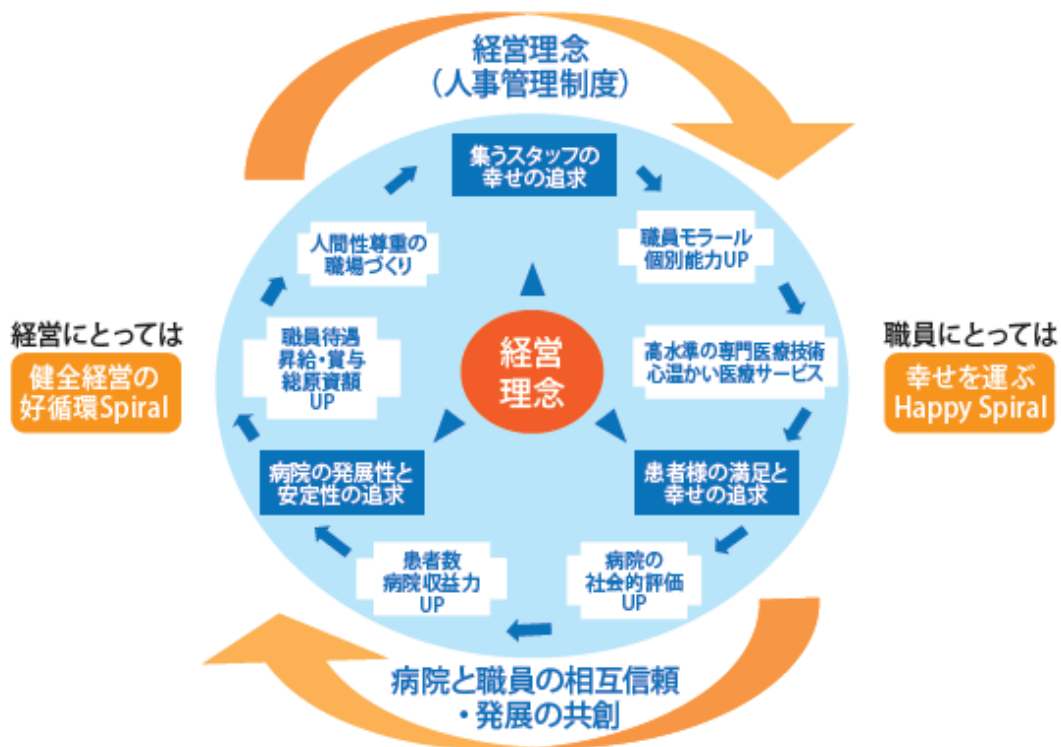 経営理念
（人事管理制度）
集うスタッフの
幸せの追求
職員モラール
個別能力UP
高水準の専門医療技術
心温かい医療サービス
患者様の満足と
幸せの追求
病院の
社会的評価
UP
患者数
病院収益力
UP
病院の発展性と
安定性の追求
職員待遇
昇給・賞与
総原資額
UP
人間性尊重の
職場づくり
経営
理念
経営にとっては
健全経営の
好循環Spiral
職員にとっては
幸せを運ぶ
Happy Spiral
病院と職員の相互信頼
・発展の共創